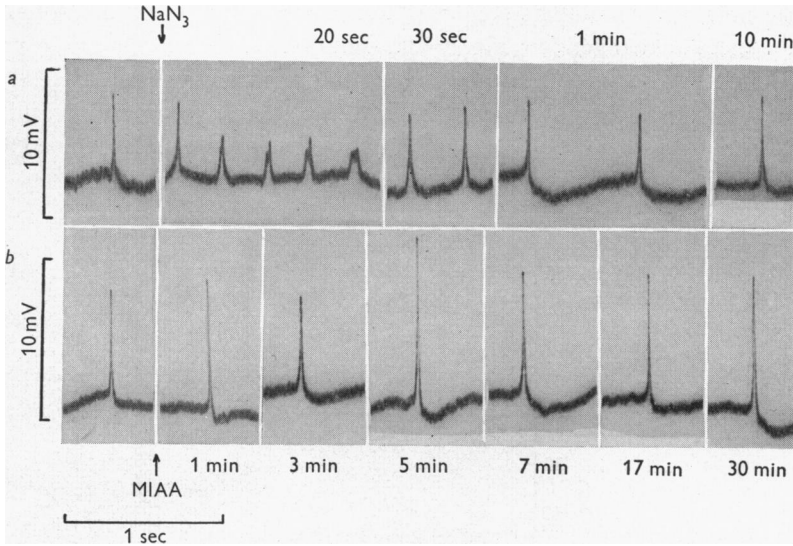 NaN3
20 sec 30 sec 1 min 10 min
a
10 mV
b
10 mV
1 min 3 min 5 min 7 min 17 min 30 min
MIAA
1 sec